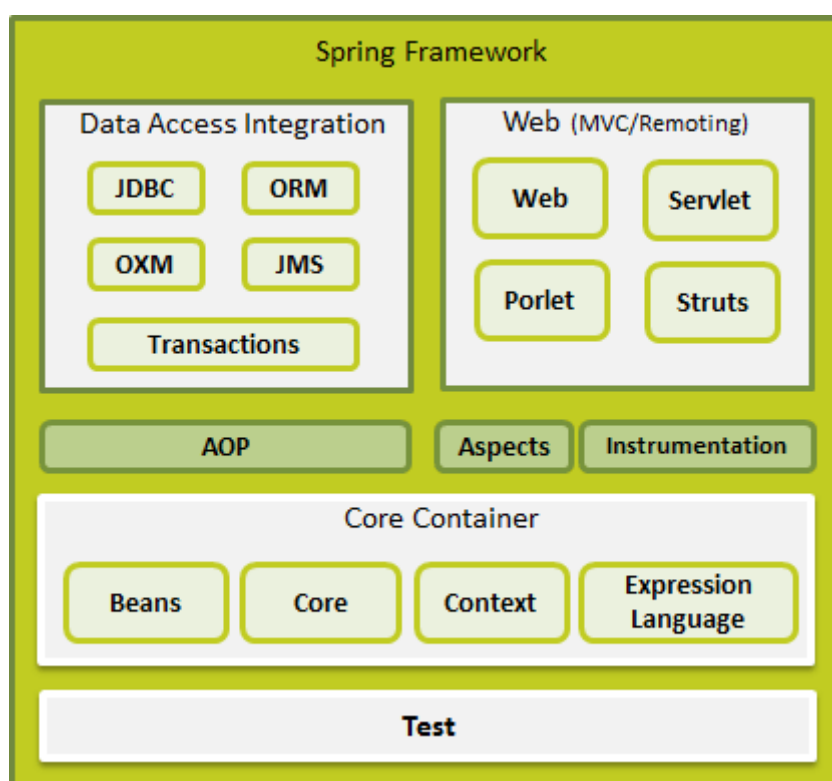 Spring Framework
Data Access Integration
JDBC
ORM
OXM
JMS
Transactions
Web (MVC/Remoting)
Web
Servlet
Porlet
Struts
AOP
Aspects
Instrumentation
Core Container
Beans
Core
Context
Expression
Language
Test